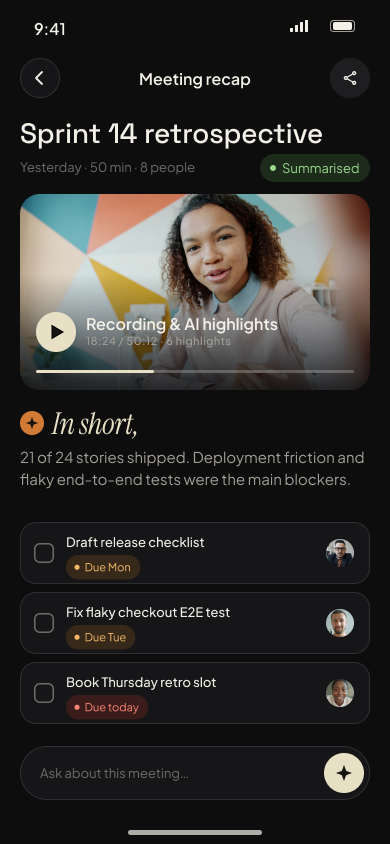 9:41
Meeting recap
Sprint 14 retrospective
Yesterday · 50 min · 8 people
Summarised
Recording & AI highlights
18:24 / 50:12 · 6 highlights
In short,
21 of 24 stories shipped. Deployment friction and
flaky end-to-end tests were the main blockers.
Draft release checklist
Due Mon
Fix flaky checkout E2E test
Due Tue
Book Thursday retro slot
Due today
Ask about this meeting…